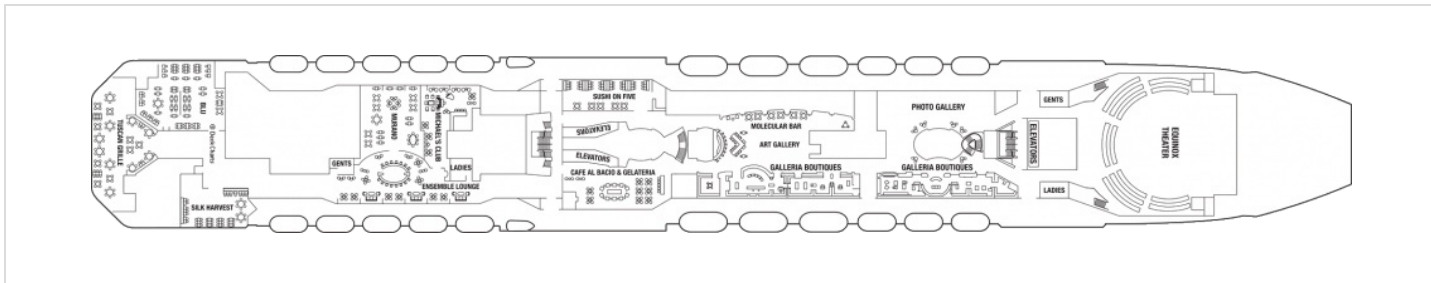 TUSCAN GRILLE
BLU
SILK HARVEST
GENTS
MURANO
MICHAEL'S CLUB
LADIES
ENSEMBLE LOUNGE
SUSHI ON FIVE
ELEVATORS
ELEVATORS
CAFE AL BACIO & GELATERIA
MOLECULAR BAR
ART GALLERY
GALLERIA BOUTIQUES
PHOTO GALLERY
GALLERIA BOUTIQUES
GENTS
ELEVATORS
LADIES
EQUINOX
THEATER